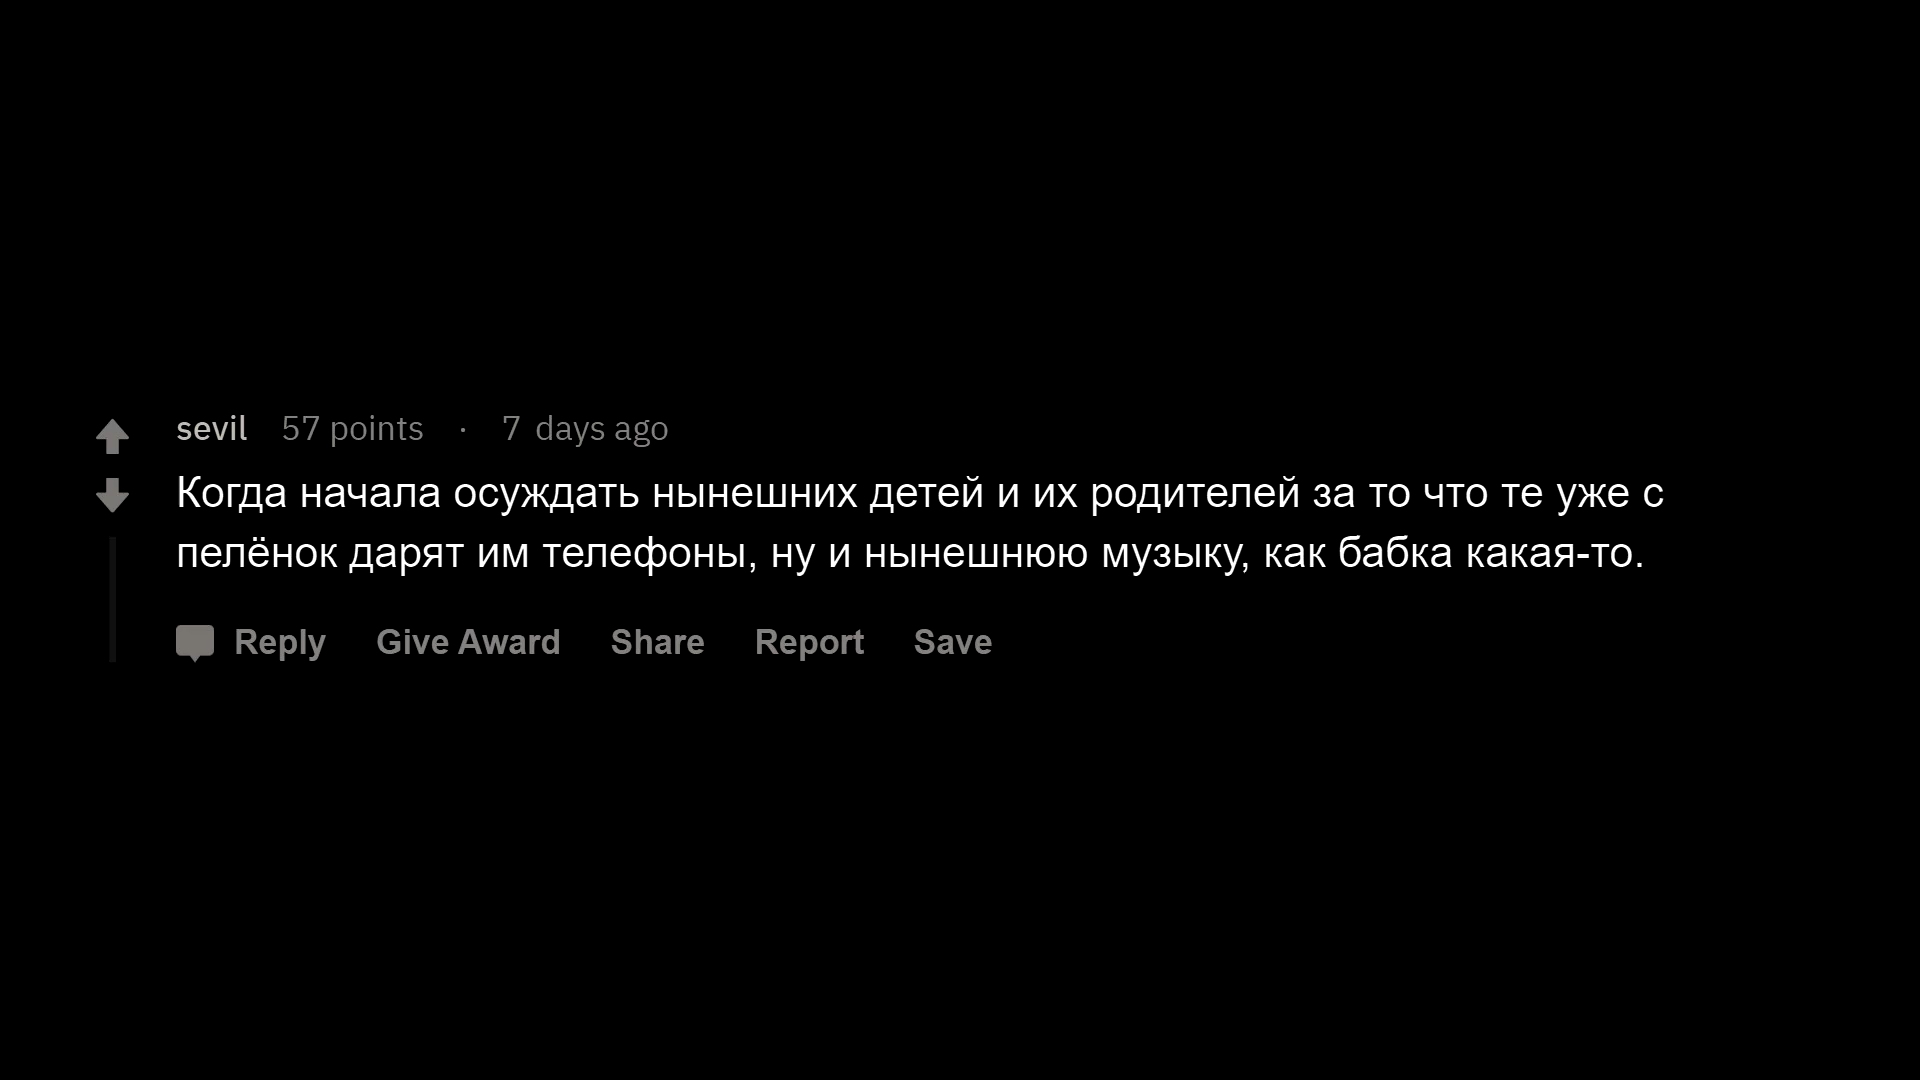 sevil 57 points · 7 days ago
Когда начала осуждать нынешних детей и их родителей за то что те уже с
пелёнок дарят им телефоны, ну и нынешнюю музыку, как бабка какая-то.
Reply Give Award Share Report Save